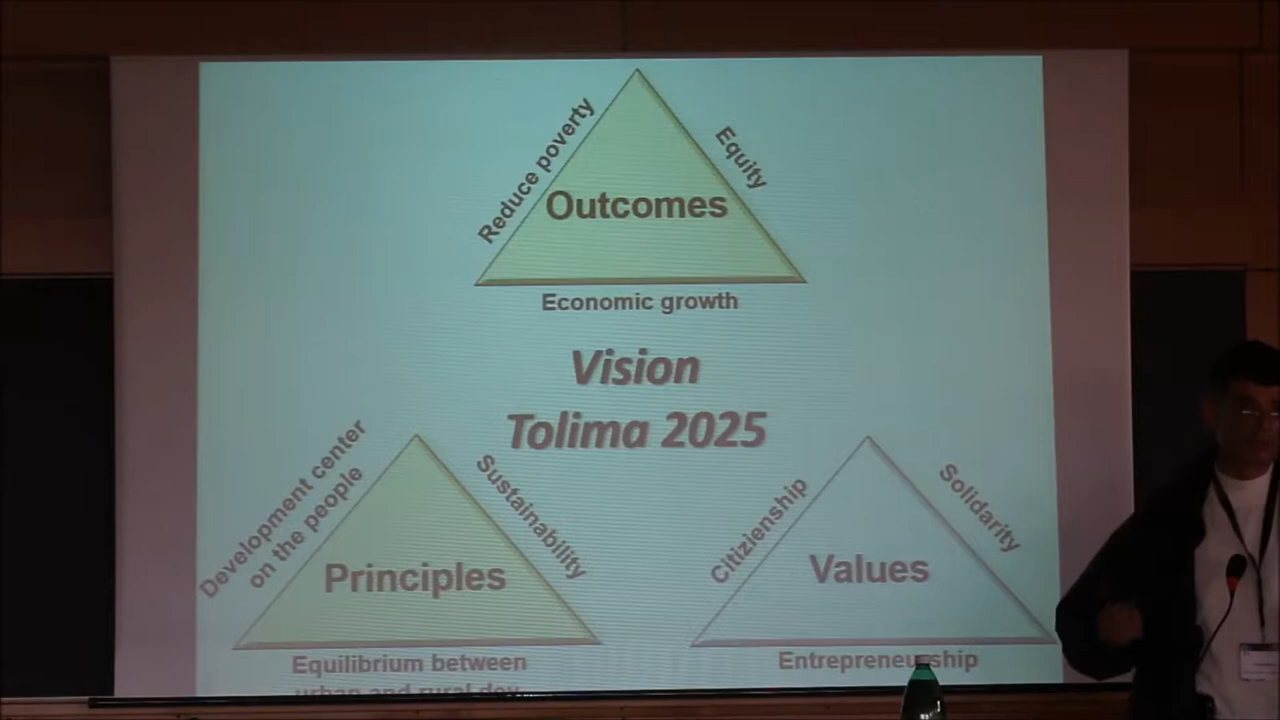 Reduce poverty
Equity
Outcomes
Economic growth
Vision
Tolima 2025
Development center
on the people
Sustainability
Principles
Equilibrium between
urban and rural dev
Citizienship
Solidarity
Values
Entrepreneurship